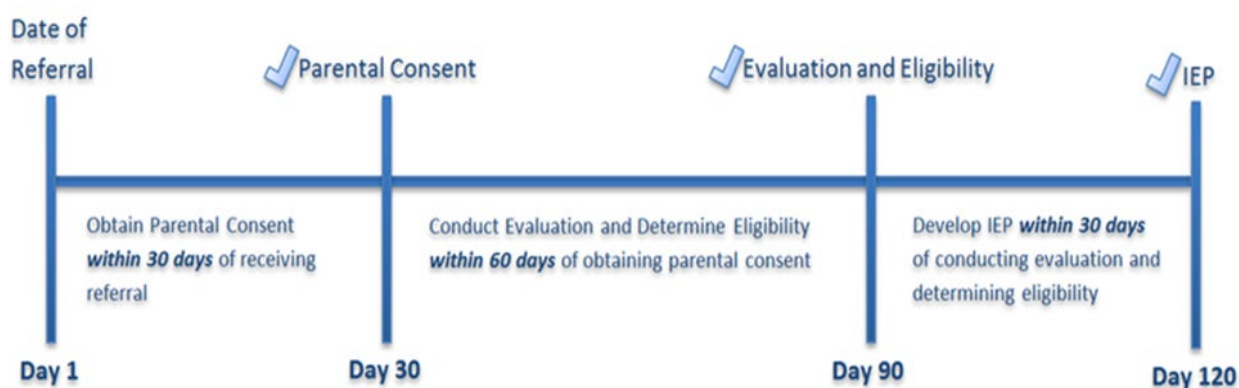 Date of
Referral
Parental Consent
Evaluation and Eligibility
IEP
Obtain Parental Consent
within 30 days of receiving
referral
Conduct Evaluation and Determine Eligibility
within 60 days of obtaining parental consent
Develop IEP within 30 days
of conducting evaluation and
determining eligibility
Day 1
Day 30
Day 90
Day 120